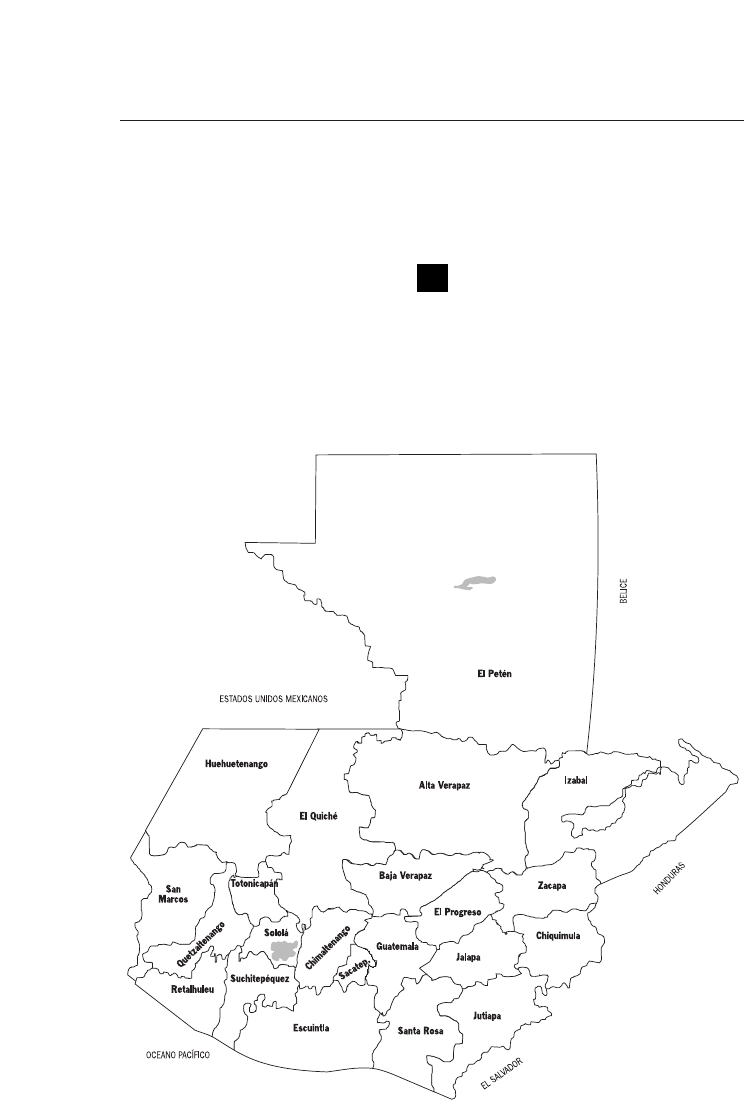 BELICE
El Petén
ESTADOS UNIDOS MEXICANOS
Huehuetenango
Izabal
Alta Verapaz
El Quiché
HONDURAS
Baja Verapaz
Totonicapán
Zacapa
San
Marcos
El Progreso
Sololá
Chiquimula
Quetzaltenango
Chimaltenango
Guatemala
Jalapa
Sacatep.
Suchitepéquez
Retalhuleu
Jutiapa
Escuintla
Santa Rosa
OCEANO PACÍFICO
EL SALVADOR